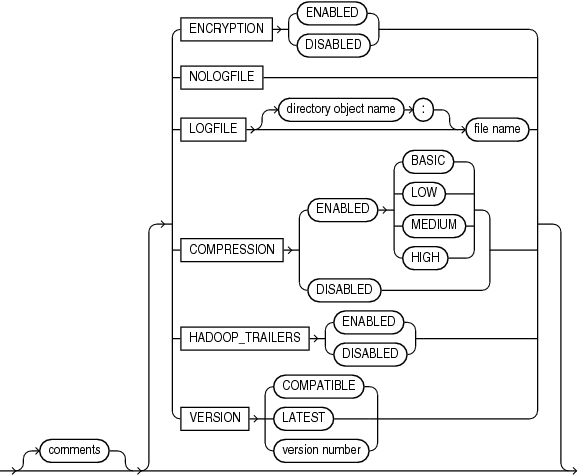 ENABLED
ENCRYPTION
DISABLED
NOLOGFILE
directory object name :
LOGFILE
file name
BASIC
LOW
ENABLED
MEDIUM
COMPRESSION
HIGH
DISABLED
ENABLED
HADOOP_TRAILERS
DISABLED
COMPATIBLE
VERSION
LATEST
version number
comments